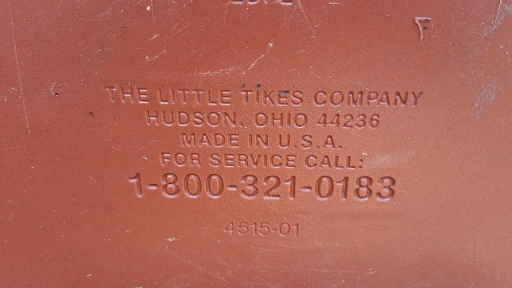 F
THE LITTLE TIKES COMPANY
HUDSON, OHIO 44236
MADE IN U.S.A.
FOR SERVICE CALL:
1-800-321-0183
4515-01